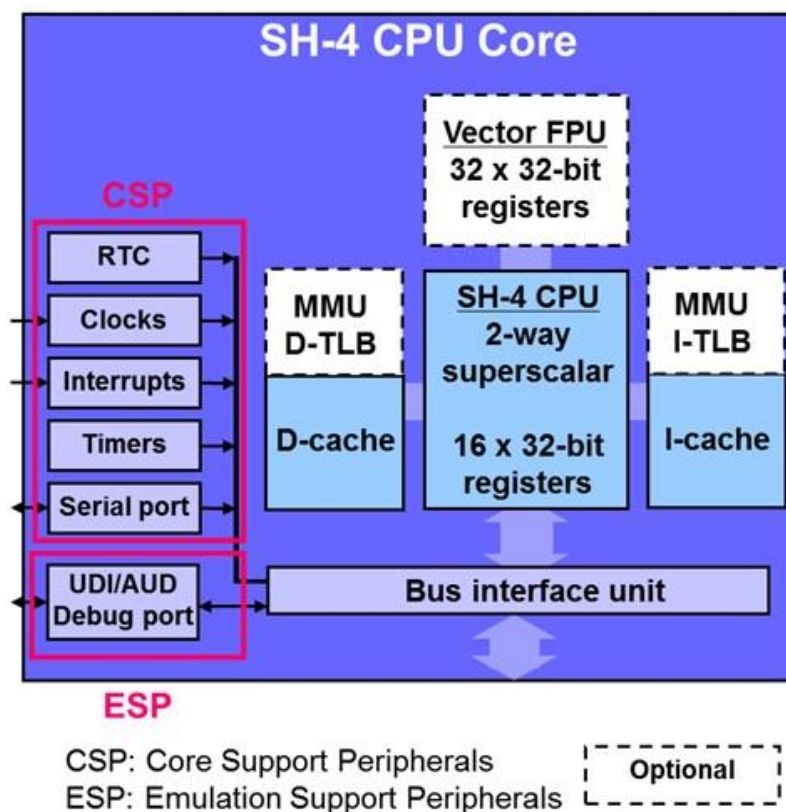 SH-4 CPU Core
Vector FPU
32 x 32-bit
registers
CSP
RTC
Clocks
Interrupts
Timers
Serial port
MMU
D-TLB
D-cache
SH-4 CPU
2-way
superscalar
16 x 32-bit
registers
MMU
I-TLB
I-cache
UDI/AUD
Debug port
Bus interface unit
ESP
CSP: Core Support Peripherals
ESP: Emulation Support Peripherals
Optional